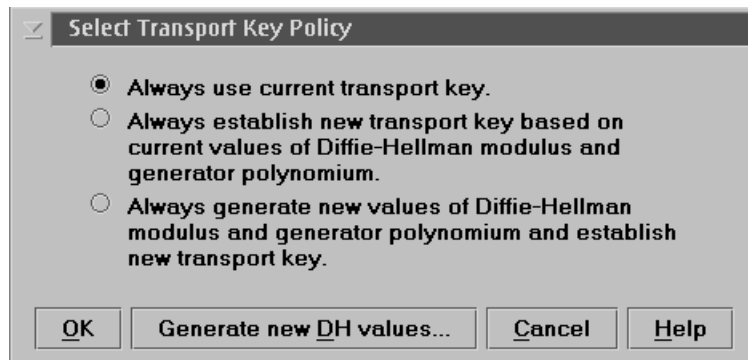 Select Transport Key Policy
Always use current transport key.
Always establish new transport key based on
current values of Diffie-Hellman modulus and
generator polynomium.
Always generate new values of Diffie-Hellman
modulus and generator polynomium and establish
new transport key.
OK Generate new DH values... Cancel Help